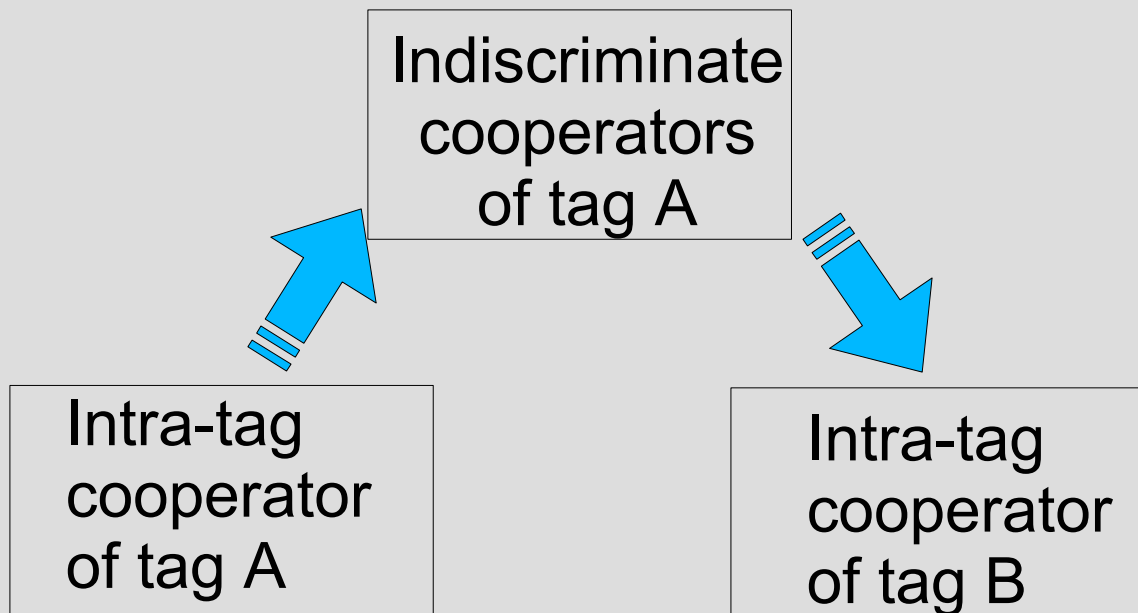 Indiscriminate
cooperators
of tag A
Intra-tag
cooperator
of tag A
Intra-tag
cooperator
of tag B